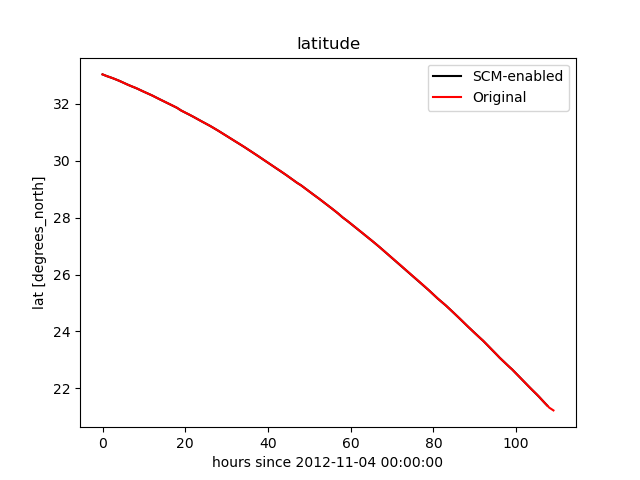 latitude
SCM-enabled
Original
lat [degrees_north]
32
30
28
26
24
22
0 20 40 60 80 100
hours since 2012-11-04 00:00:00